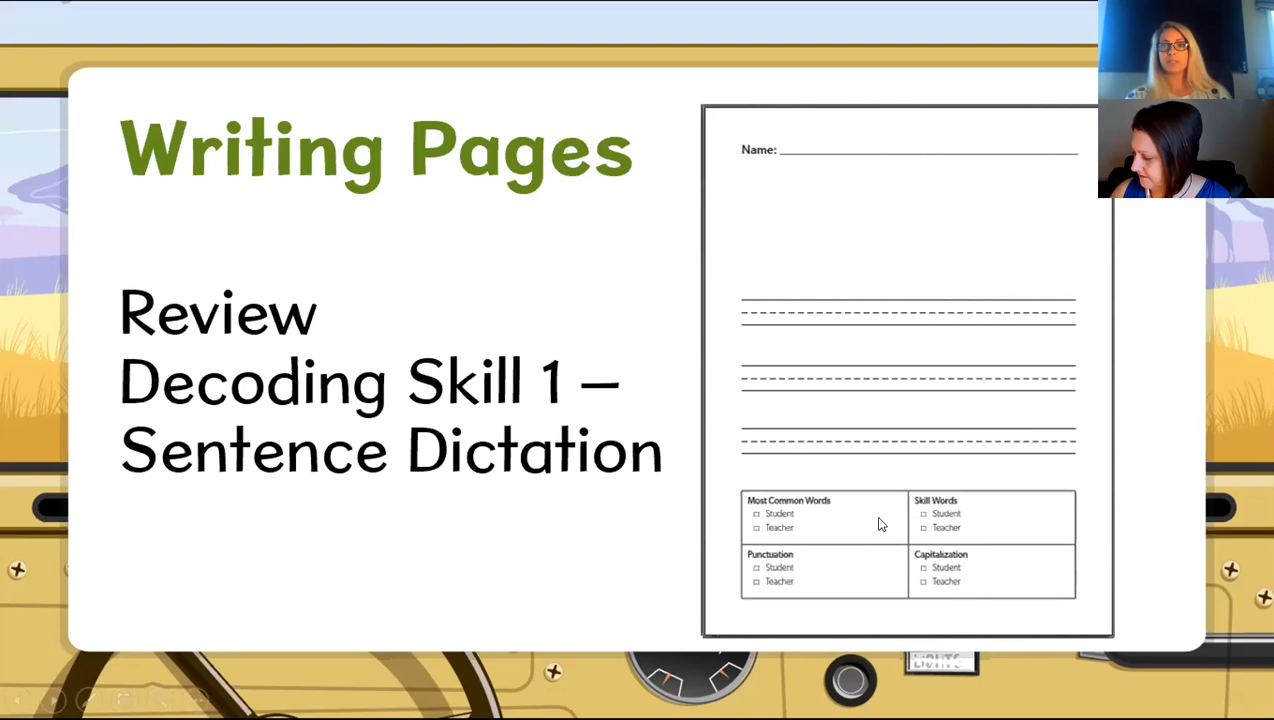 Writing Pages
Review
Decoding Skill 1 –
Sentence Dictation
Name:
Most Common Words
Student
Teacher
Skill Words
Student
Teacher
Punctuation
Student
Teacher
Capitalization
Student
Teacher
LIGHTS